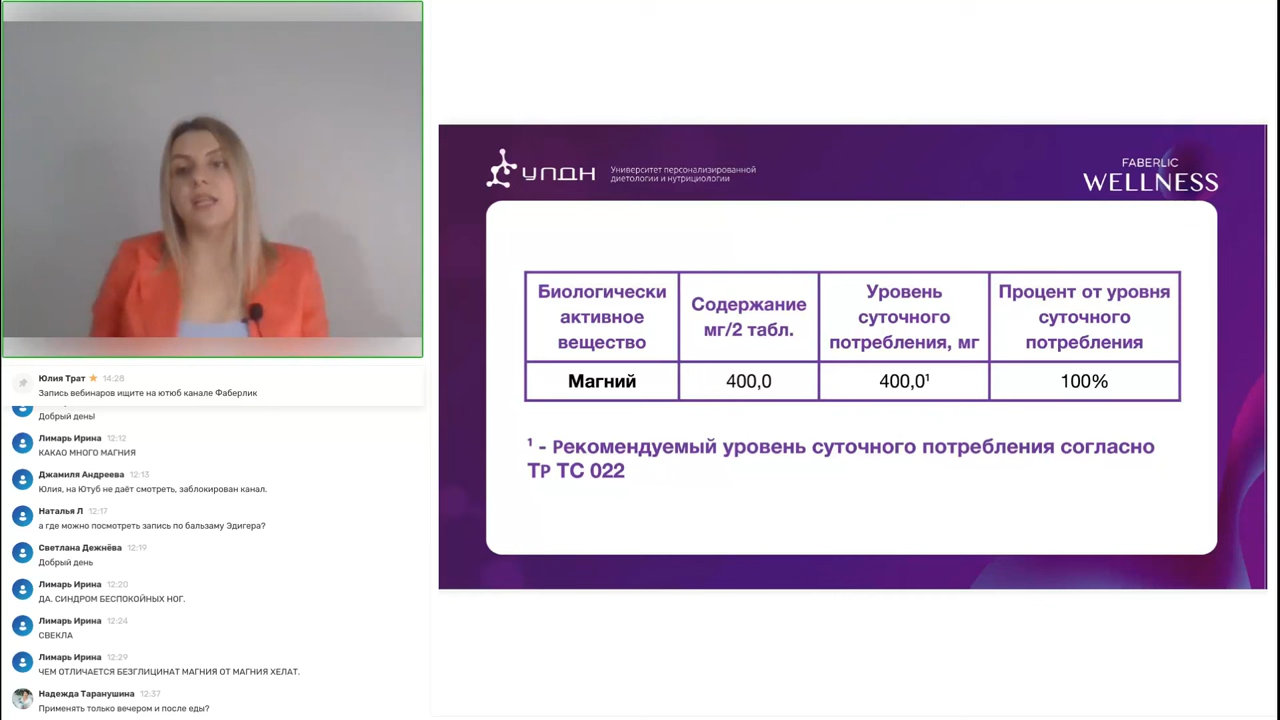 Юлия Трат 14:28
Запись вебинаров ищите на ютюб канале Фаберлик
Добрый день!
Лимарь Ирина 12:12
КАКАО МНОГО МАГНИЯ
Джамиля Андреева 12:13
Юлия, на Ютуб не даёт смотреть, заблокирован канал.
Наталья Л 12:17
а где можно посмотреть запись по бальзаму Эдигера?
Светлана Дежнёва 12:19
Добрый день
Лимарь Ирина 12:20
ДА. СИНДРОМ БЕСПОКОЙНЫХ НОГ.
Лимарь Ирина 12:24
СВЕКЛА
Лимарь Ирина 12:29
ЧЕМ ОТЛИЧАЕТСЯ БЕЗГЛИЦИНАТ МАГНИЯ ОТ МАГНИЯ ХЕЛАТ.
Надежда Таранушина 12:37
Применять только вечером и после еды?
УПДН
Университет персонализированной
диетологии и нутрициологии
FABERLIC
WELLNESS
Биологически
активное
вещество
Содержание
мг/2 табл.
Уровень
суточного
потребления, мг
Процент от уровня
суточного
потребления
Магний 400,0 400,0¹ 100%
¹ - Рекомендуемый уровень суточного потребления согласно
Тр ТС 022